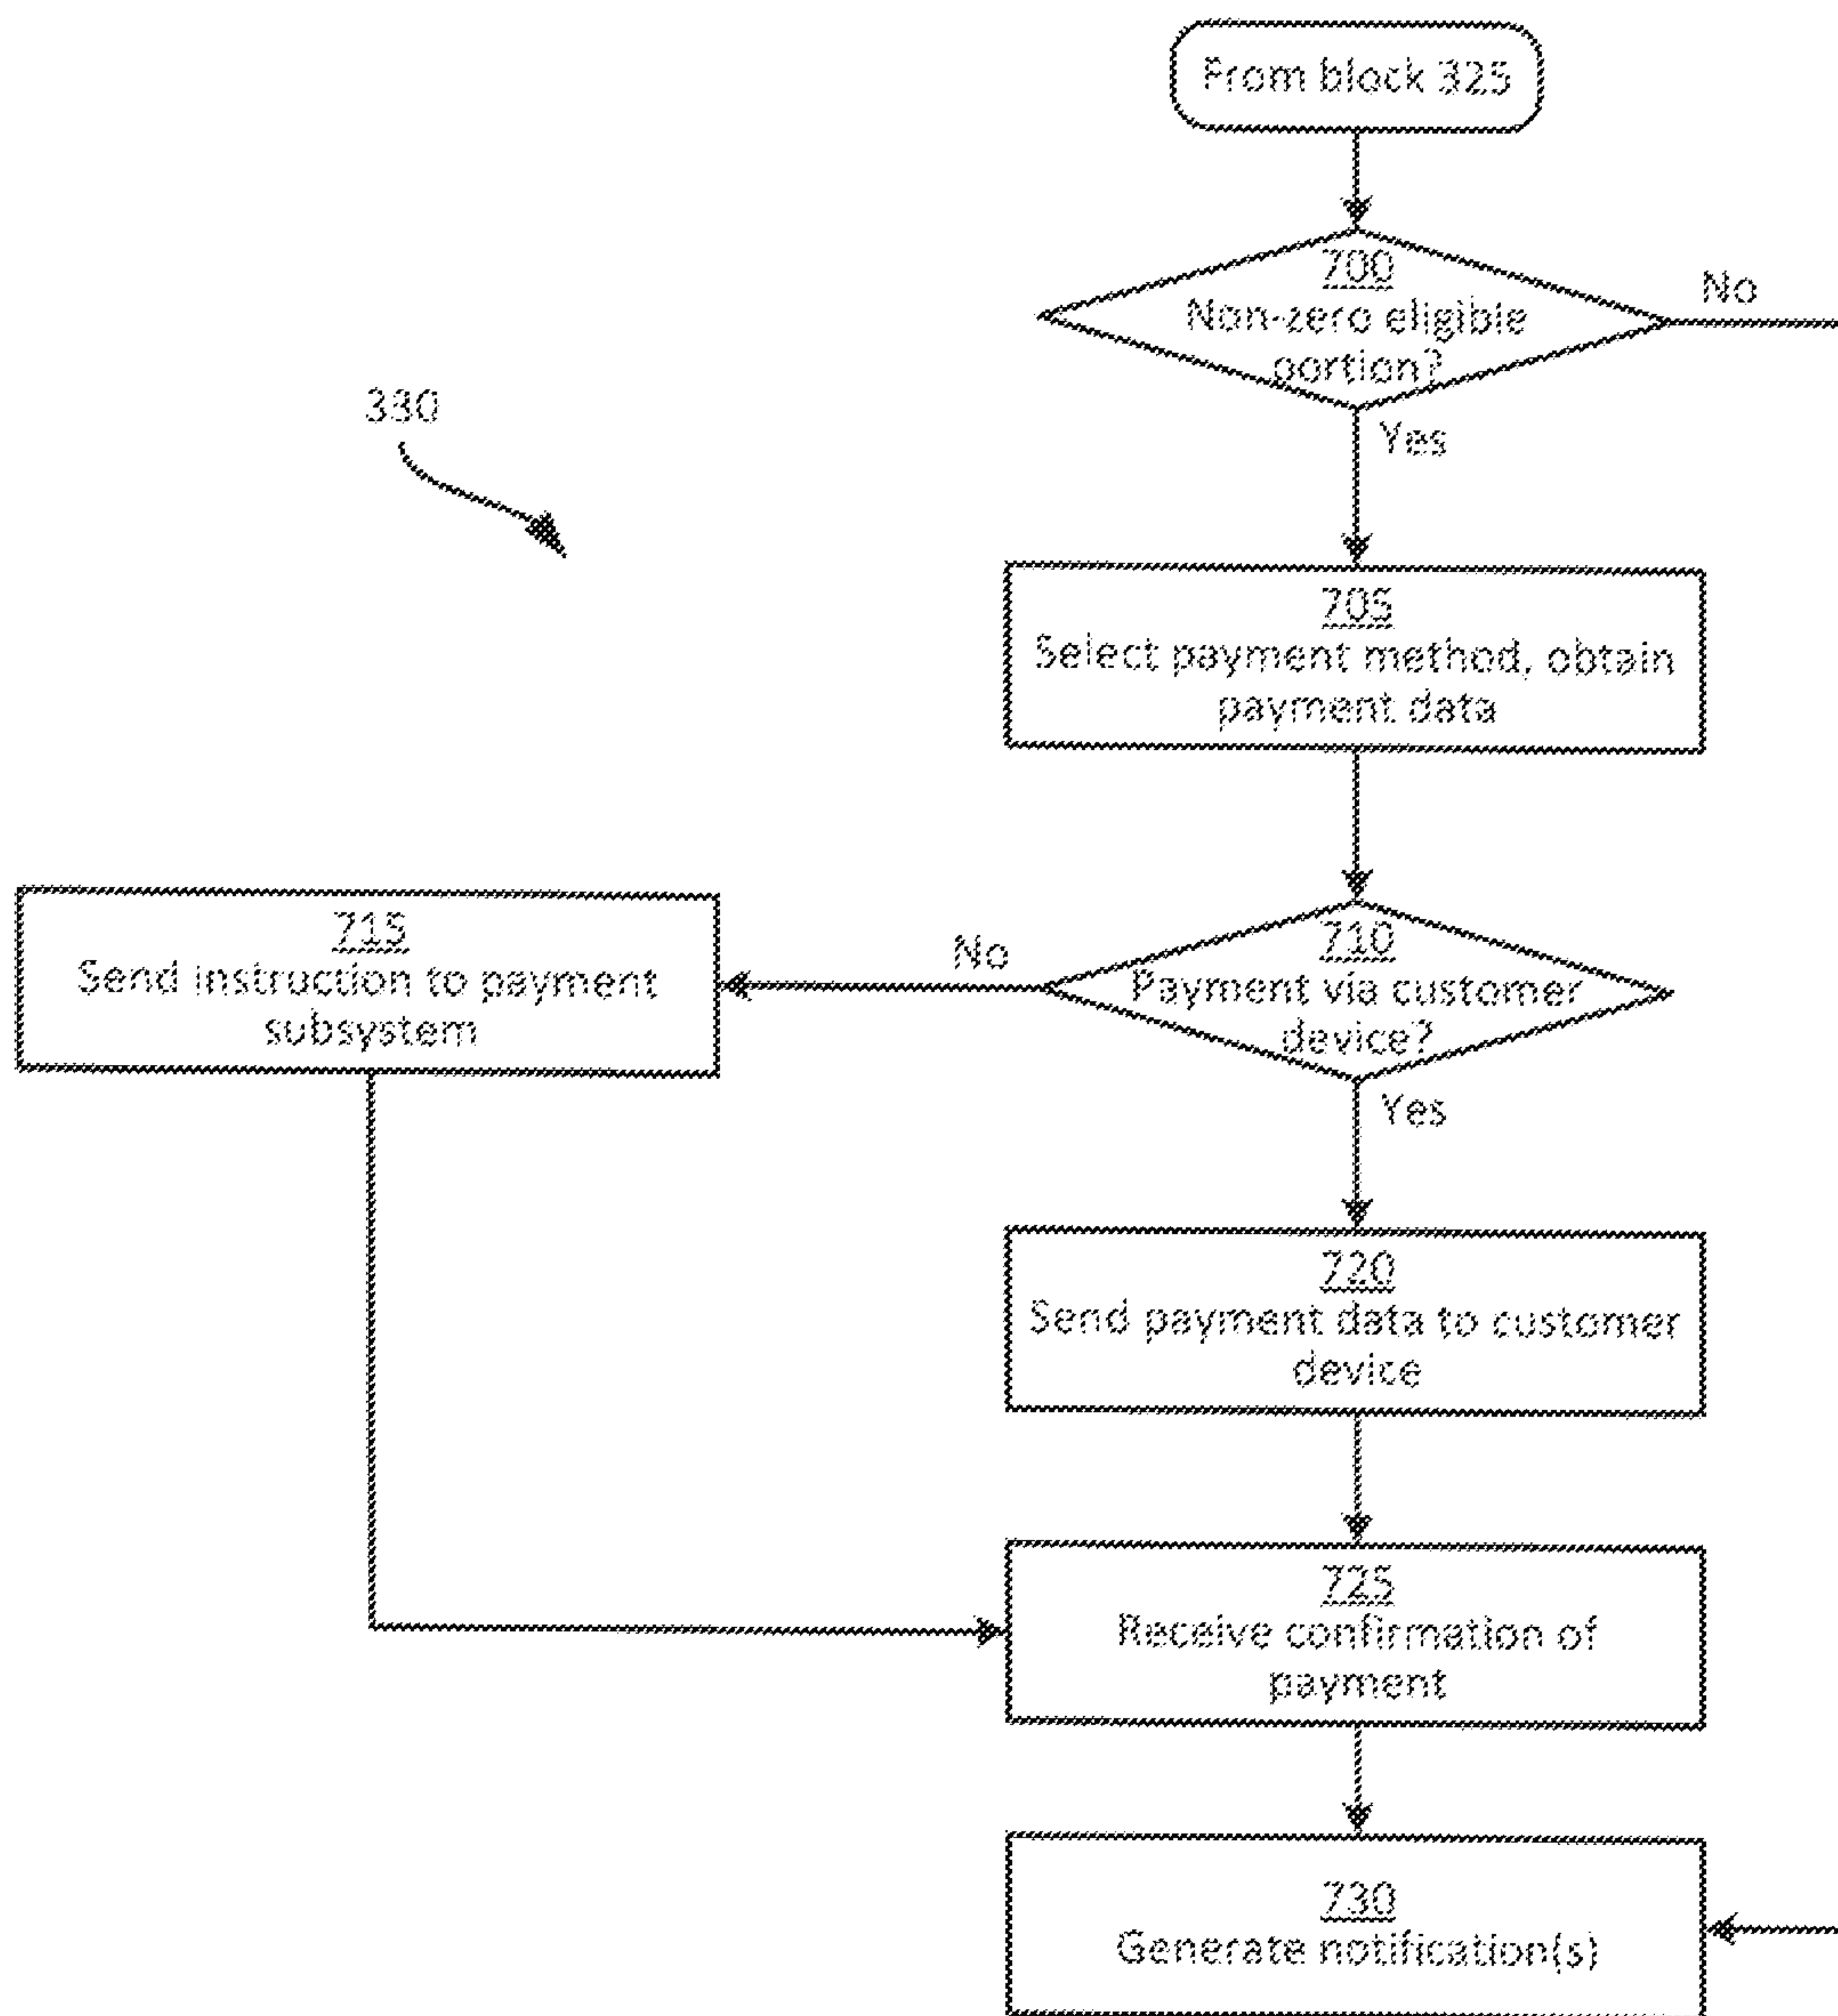 From block 325
700
Non-zero eligible
portion?
No
Yes
330
705
Select payment method, obtain
payment data
710
Payment via customer
device?
No
Yes
715
Send instruction to payment
subsystem
720
Send payment data to customer
device
725
Receive confirmation of
payment
730
Generate notification(s)